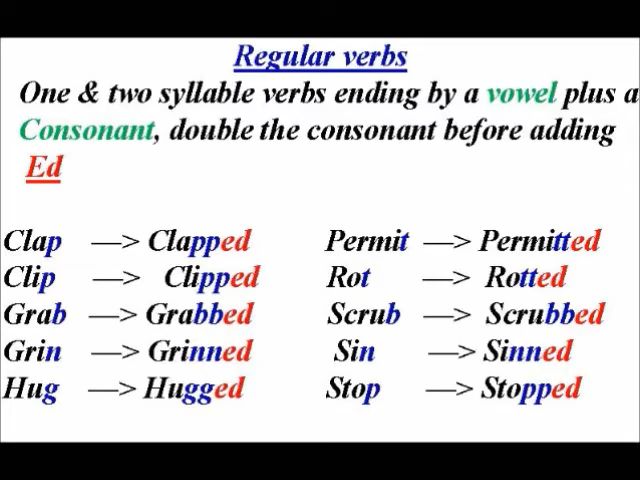 Regular verbs
One & two syllable verbs ending by a vowel plus a
Consonant, double the consonant before adding
Ed
Clap —> Clapped Permit —> Permitted
Clip —> Clipped Rot —> Rotted
Grab —> Grabbed Scrub —> Scrubbed
Grin —> Grinned Sin —> Sinned
Hug —> Hugged Stop —> Stopped